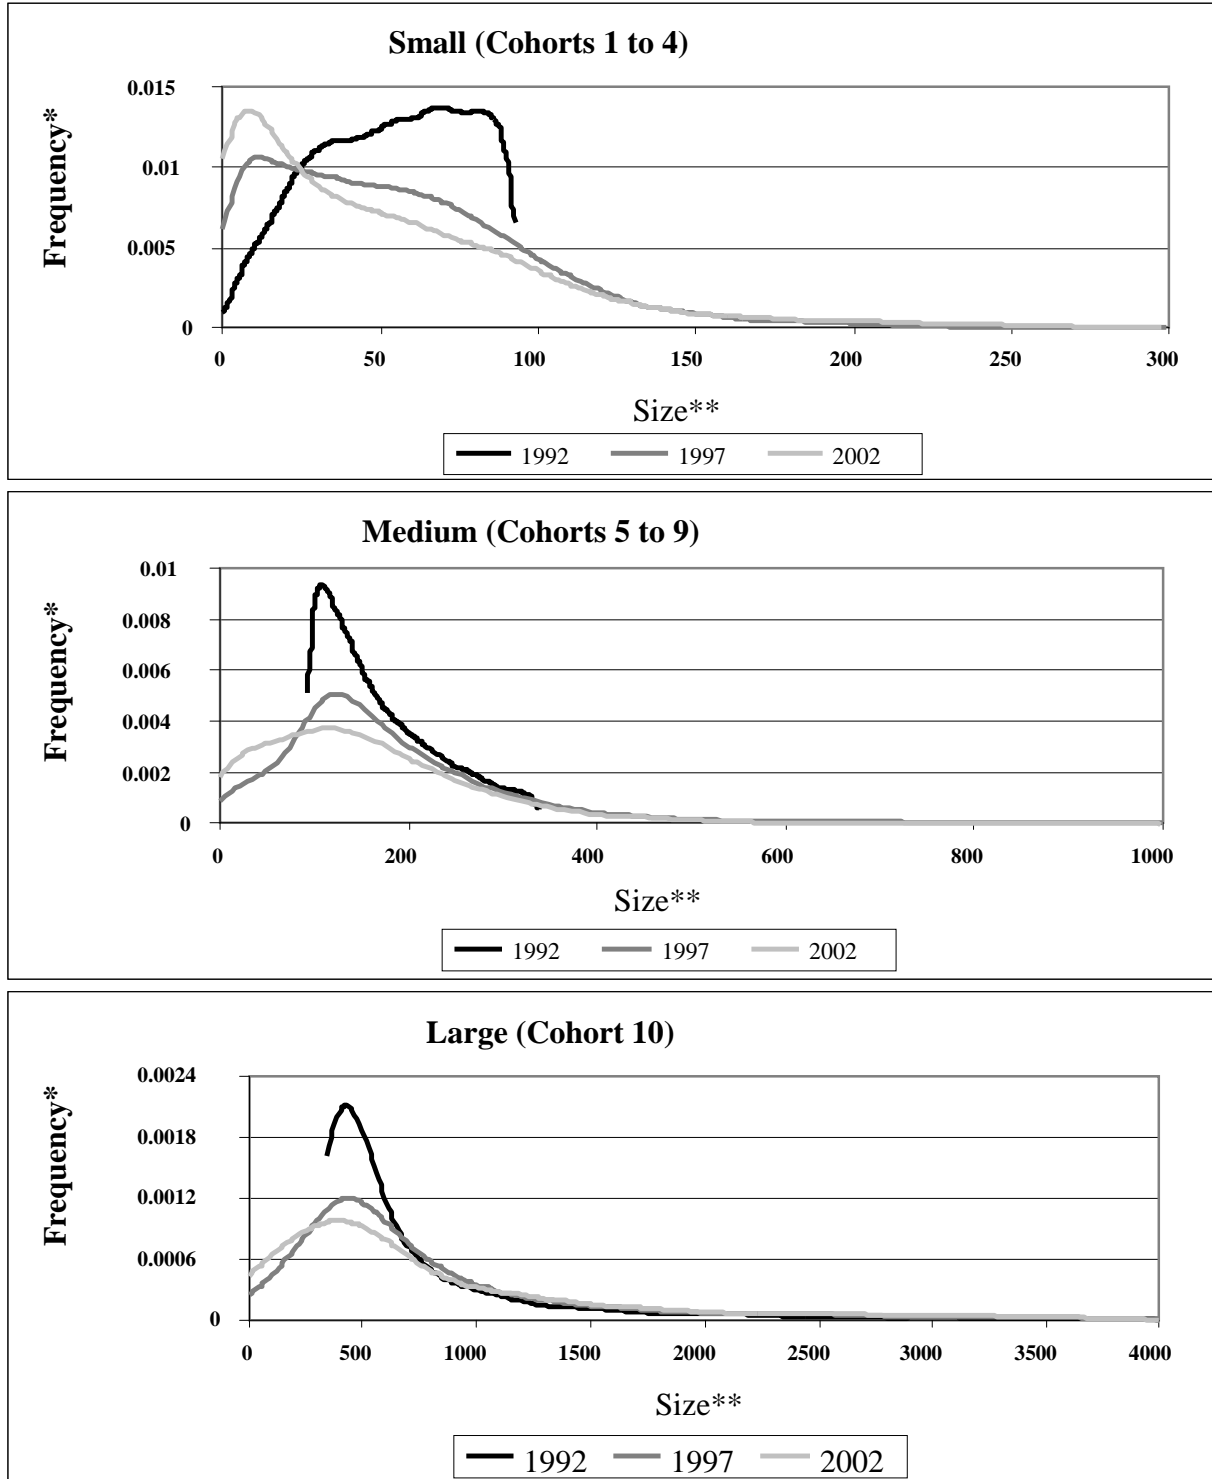 Small (Cohorts 1 to 4)
Frequency*
0.015
0.01
0.005
0
0 50 100 150 200 250 300
Size**
1992 1997 2002
Medium (Cohorts 5 to 9)
Frequency*
0.01
0.008
0.006
0.004
0.002
0
0 200 400 600 800 1000
Size**
1992 1997 2002
Large (Cohort 10)
Frequency*
0.0024
0.0018
0.0012
0.0006
0
0 500 1000 1500 2000 2500 3000 3500 4000
Size**
1992 1997 2002